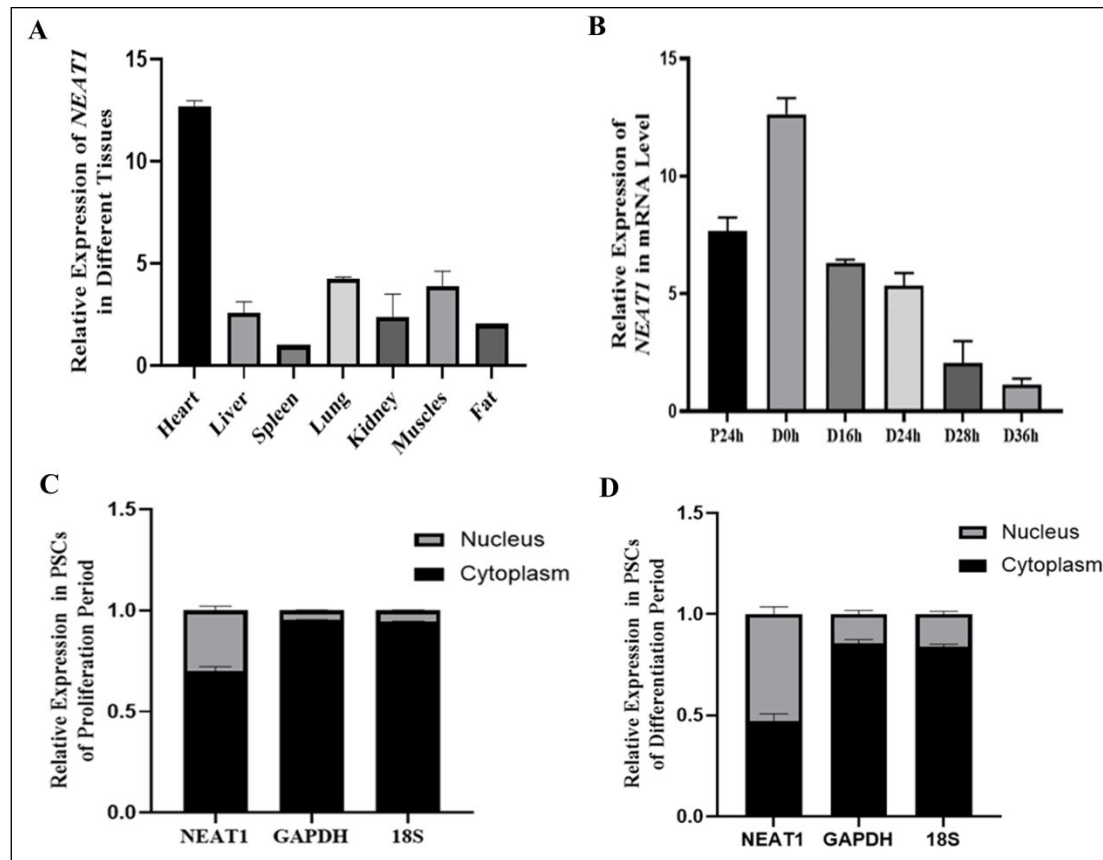 A
Relative Expression of NEAT1
in Different Tissues
15
10
5
0
Heart
Liver
Spleen
Lung
Kidney
Muscles
Fat
B
Relative Expression of
NEAT1 in mRNA Level
15
10
5
0
P24h D0h D16h D24h D28h D36h
C
Relative Expression in PSCs
of Proliferation Period
1.5
1.0
0.5
0.0
Nucleus
Cytoplasm
NEAT1 GAPDH 18S
D
Relative Expression in PSCs
of Differentiation Period
1.5
1.0
0.5
0.0
Nucleus
Cytoplasm
NEAT1 GAPDH 18S